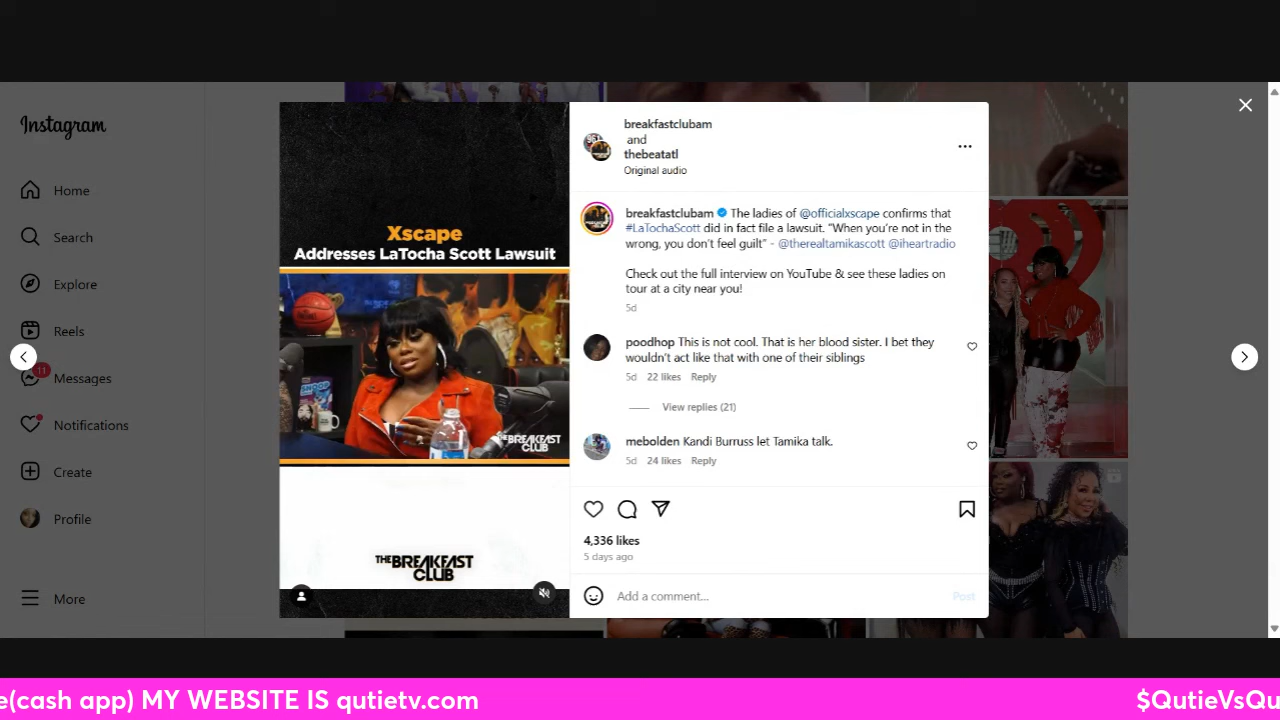 Instagram
Home
Search
Explore
Reels
11
Messages
Notifications
Create
Profile
More
Xscape
Addresses LaTocha Scott Lawsuit
THE BREAKFAST
CLUB
THE BREAKFAST
CLUB
breakfastclubam
and
thebeatatl
Original audio
breakfastclubam The ladies of @officialxscape confirms that
#LaTochaScott did in fact file a lawsuit. “When you’re not in the
wrong, you don’t feel guilt” - @therealtamikascott @iheartradio
Check out the full interview on YouTube & see these ladies on
tour at a city near you!
5d
poodhop This is not cool. That is her blood sister. I bet they
wouldn’t act like that with one of their siblings
5d 22 likes Reply
View replies (21)
mebolden Kandi Burruss let Tamika talk.
5d 24 likes Reply
4,336 likes
5 days ago
Add a comment...
Post
e(cash app) MY WEBSITE IS qutietv.com
$QutieVsQu